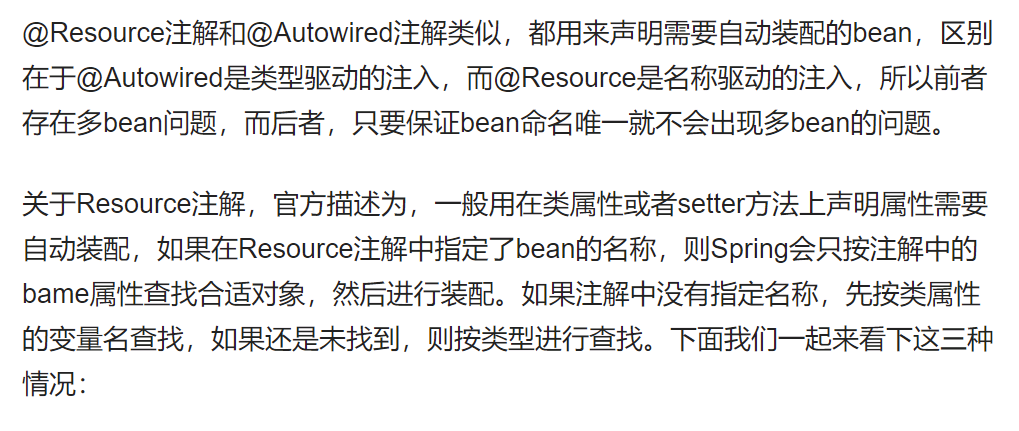 @Resource注解和@Autowired注解类似，都用来声明需要自动装配的bean，区别
在于@Autowired是类型驱动的注入，而@Resource是名称驱动的注入，所以前者
存在多bean问题，而后者，只要保证bean命名唯一就不会出现多bean的问题。
关于Resource注解，官方描述为，一般用在类属性或者setter方法上声明属性需要
自动装配，如果在Resource注解中指定了bean的名称，则Spring会只按注解中的
bame属性查找合适对象，然后进行装配。如果注解中没有指定名称，先按类属性
的变量名查找，如果还是未找到，则按类型进行查找。下面我们一起来看下这三种
情况：